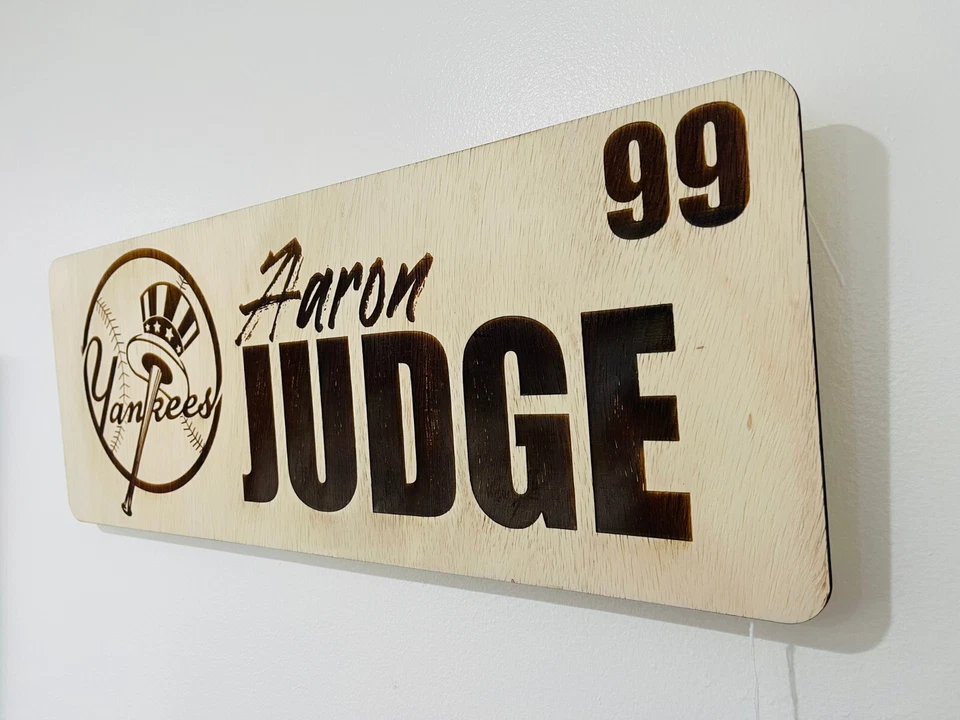 99
Aaron
JUDGE
Yankees